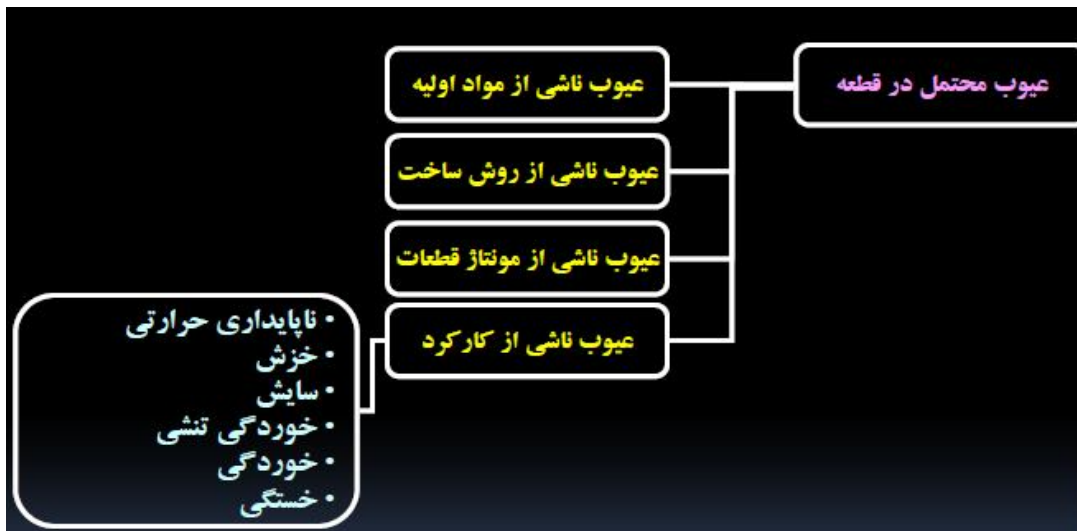 عیوب محتمل در قطعه
عیوب ناشی از مواد اولیه
عیوب ناشی از روش ساخت
عیوب ناشی از مونتاژ قطعات
عیوب ناشی از کارکرد
• ناپایداری حرارتی
• خزش
• سایش
• خوردگی تنشی
• خوردگی
• خستگی